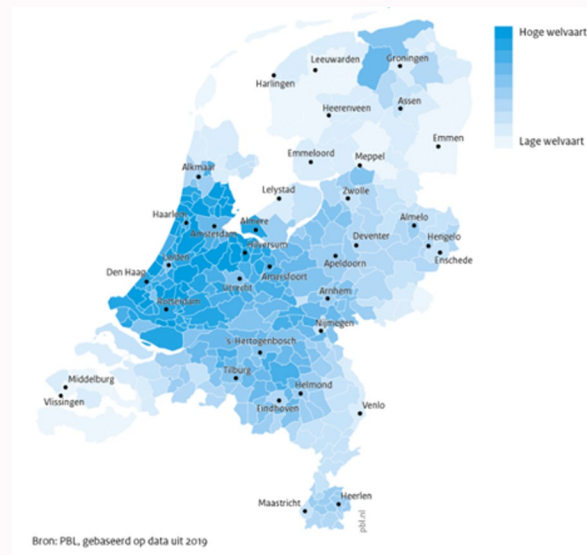 Hoge welvaart
Lage welvaart
Leeuwarden
Groningen
Harlingen
Assen
Heerenveen
Emmen
Emmeloord
Meppel
Alkmaar
Lelystad
Zwolle
Haarlem
Almere
Almelo
Amsterdam
Hengelo
Deventer
Hilversum
Enschede
Leiden
Apeldoorn
Den Haag
Amersfoort
Utrecht
Arnhem
Rotterdam
Nijmegen
's Hertogenbosch
Tilburg
Middelburg
Helmond
Vlissingen
Eindhoven
Venlo
Heerlen
Maastricht
pbl.nl
Bron: PBL, gebaseerd op data uit 2019